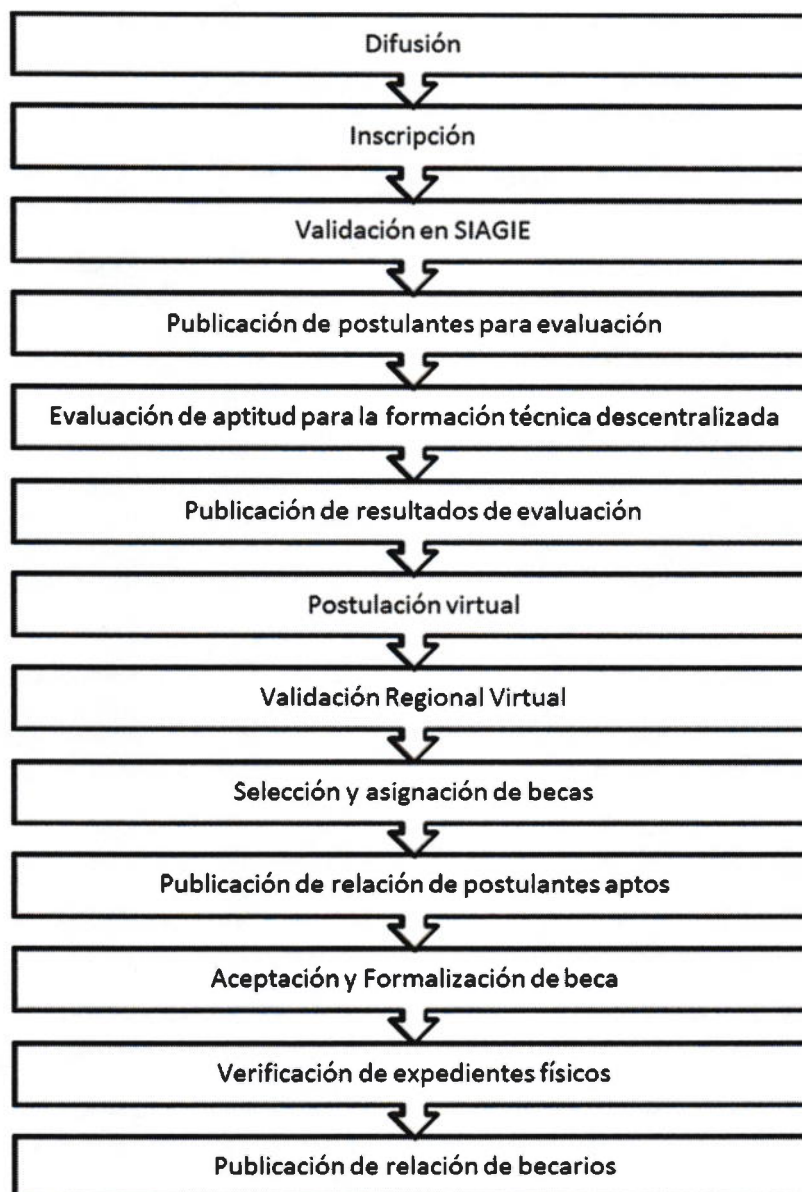 Difusión
Inscripción
Validación en SIAGIE
Publicación de postulantes para evaluación
Evaluación de aptitud para la formación técnica descentralizada
Publicación de resultados de evaluación
Postulación virtual
Validación Regional Virtual
Selección y asignación de becas
Publicación de relación de postulantes aptos
Aceptación y Formalización de beca
Verificación de expedientes físicos
Publicación de relación de becarios